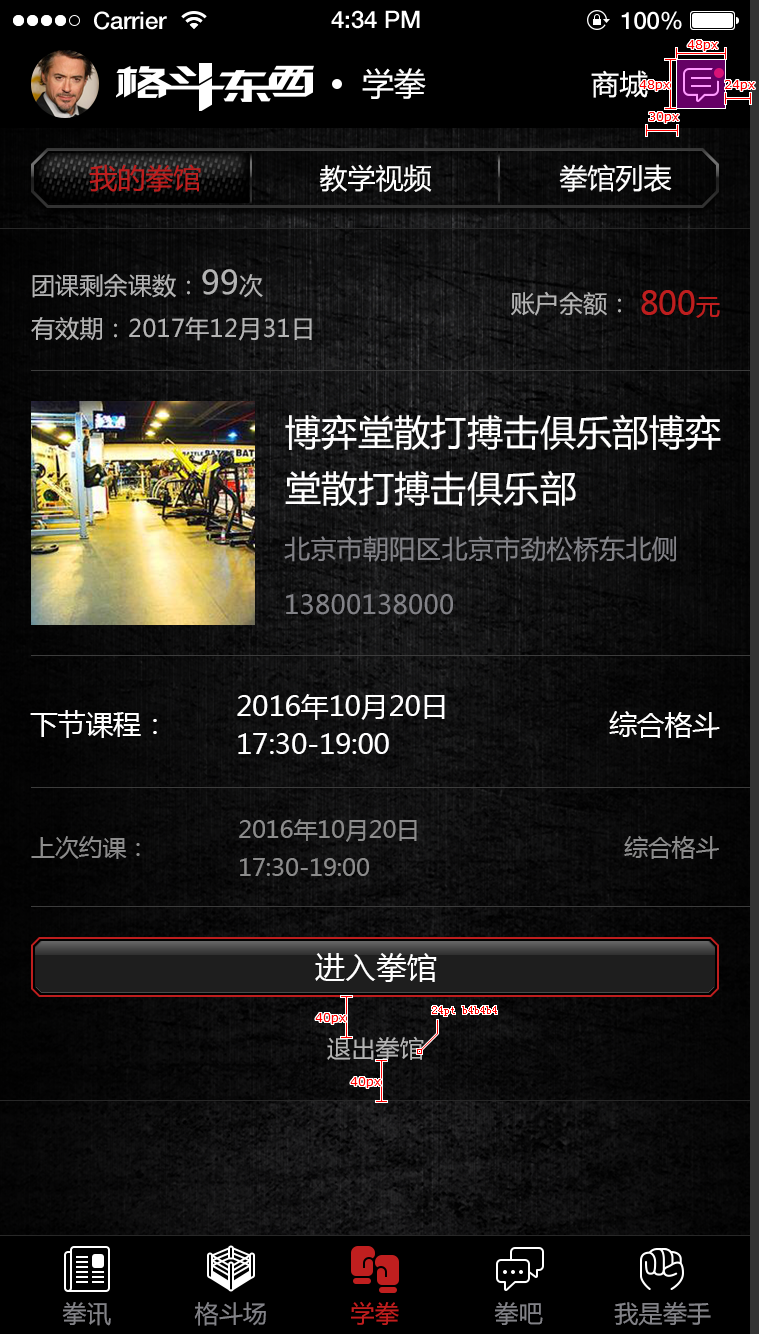 Carrier 4:34 PM 100%
格斗东西 • 学拳 商城
48px
48px
24px
30px
我的拳馆 教学视频 拳馆列表
团课剩余课数：99次
有效期：2017年12月31日
账户余额： 800元
BATTLE BATTLE BAT
博弈堂散打搏击俱乐部博弈
堂散打搏击俱乐部
北京市朝阳区北京市劲松桥东北侧
13800138000
下节课程： 2016年10月20日 综合格斗
17:30-19:00
上次约课： 2016年10月20日 综合格斗
17:30-19:00
进入拳馆
24pt b4b4b4
40px
退出拳馆
40px
拳讯 格斗场 学拳 拳吧 我是拳手